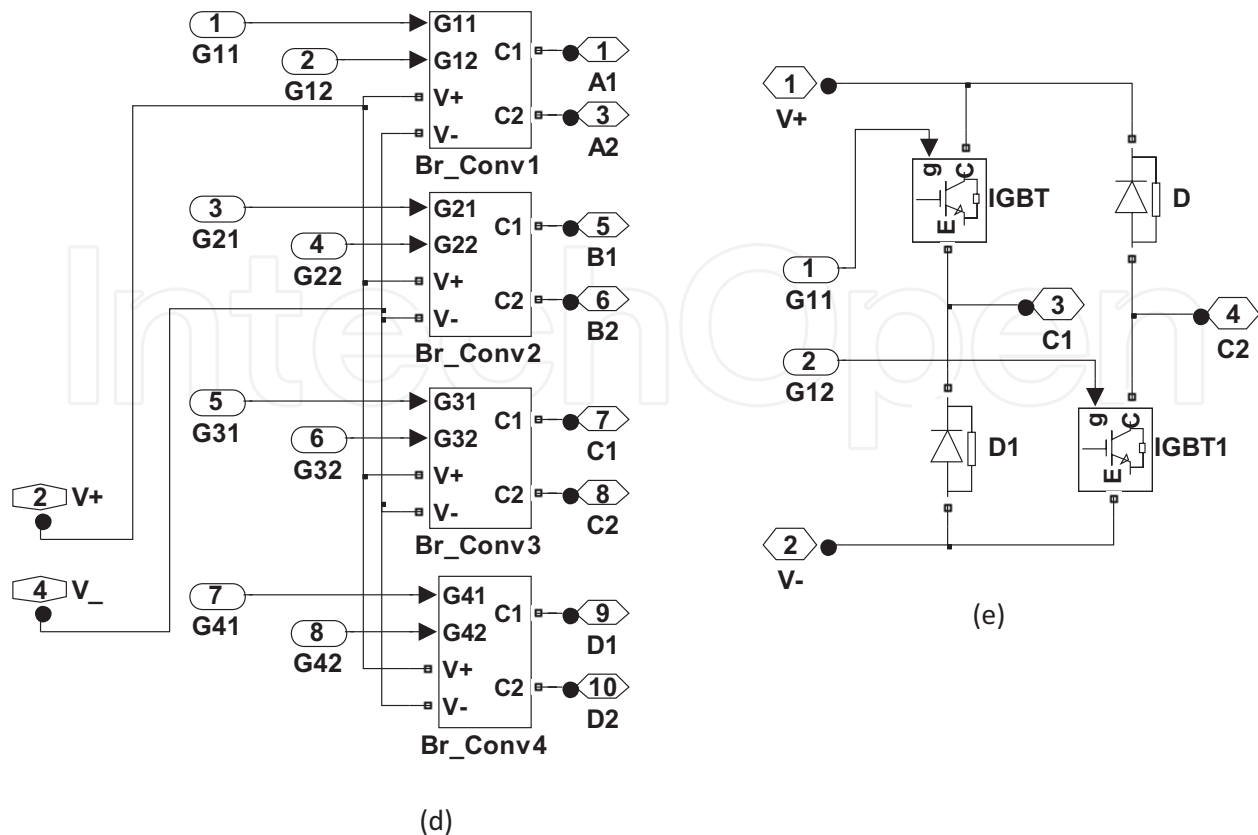 1
G11
2
G12
G11
G12
V+
V-
C1
C2
1
A1
3
A2
Br_Conv1
3
G21
4
G22
G21
G22
V+
V-
C1
C2
5
B1
6
B2
Br_Conv2
5
G31
6
G32
G31
G32
V+
V-
C1
C2
7
C1
8
C2
Br_Conv3
2 V+
4 V_
7
G41
8
G42
G41
G42
V+
V-
C1
C2
9
D1
10
D2
Br_Conv4
(d)
1
V+
g C
E
IGBT
D
1
G11
3
C1
4
C2
2
G12
D1
g C
E
IGBT1
2
V-
(e)
IntechOpen